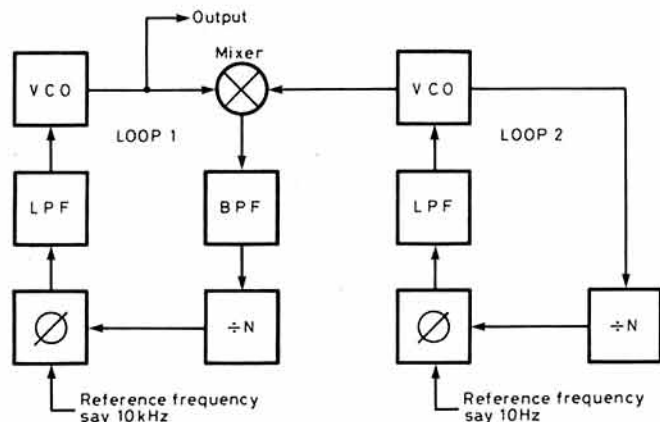 Output
Mixer
VCO
VCO
LOOP 1
LOOP 2
LPF
BPF
LPF
∅
÷N
∅
÷N
Reference frequency
say 10kHz
Reference frequency
say 10Hz